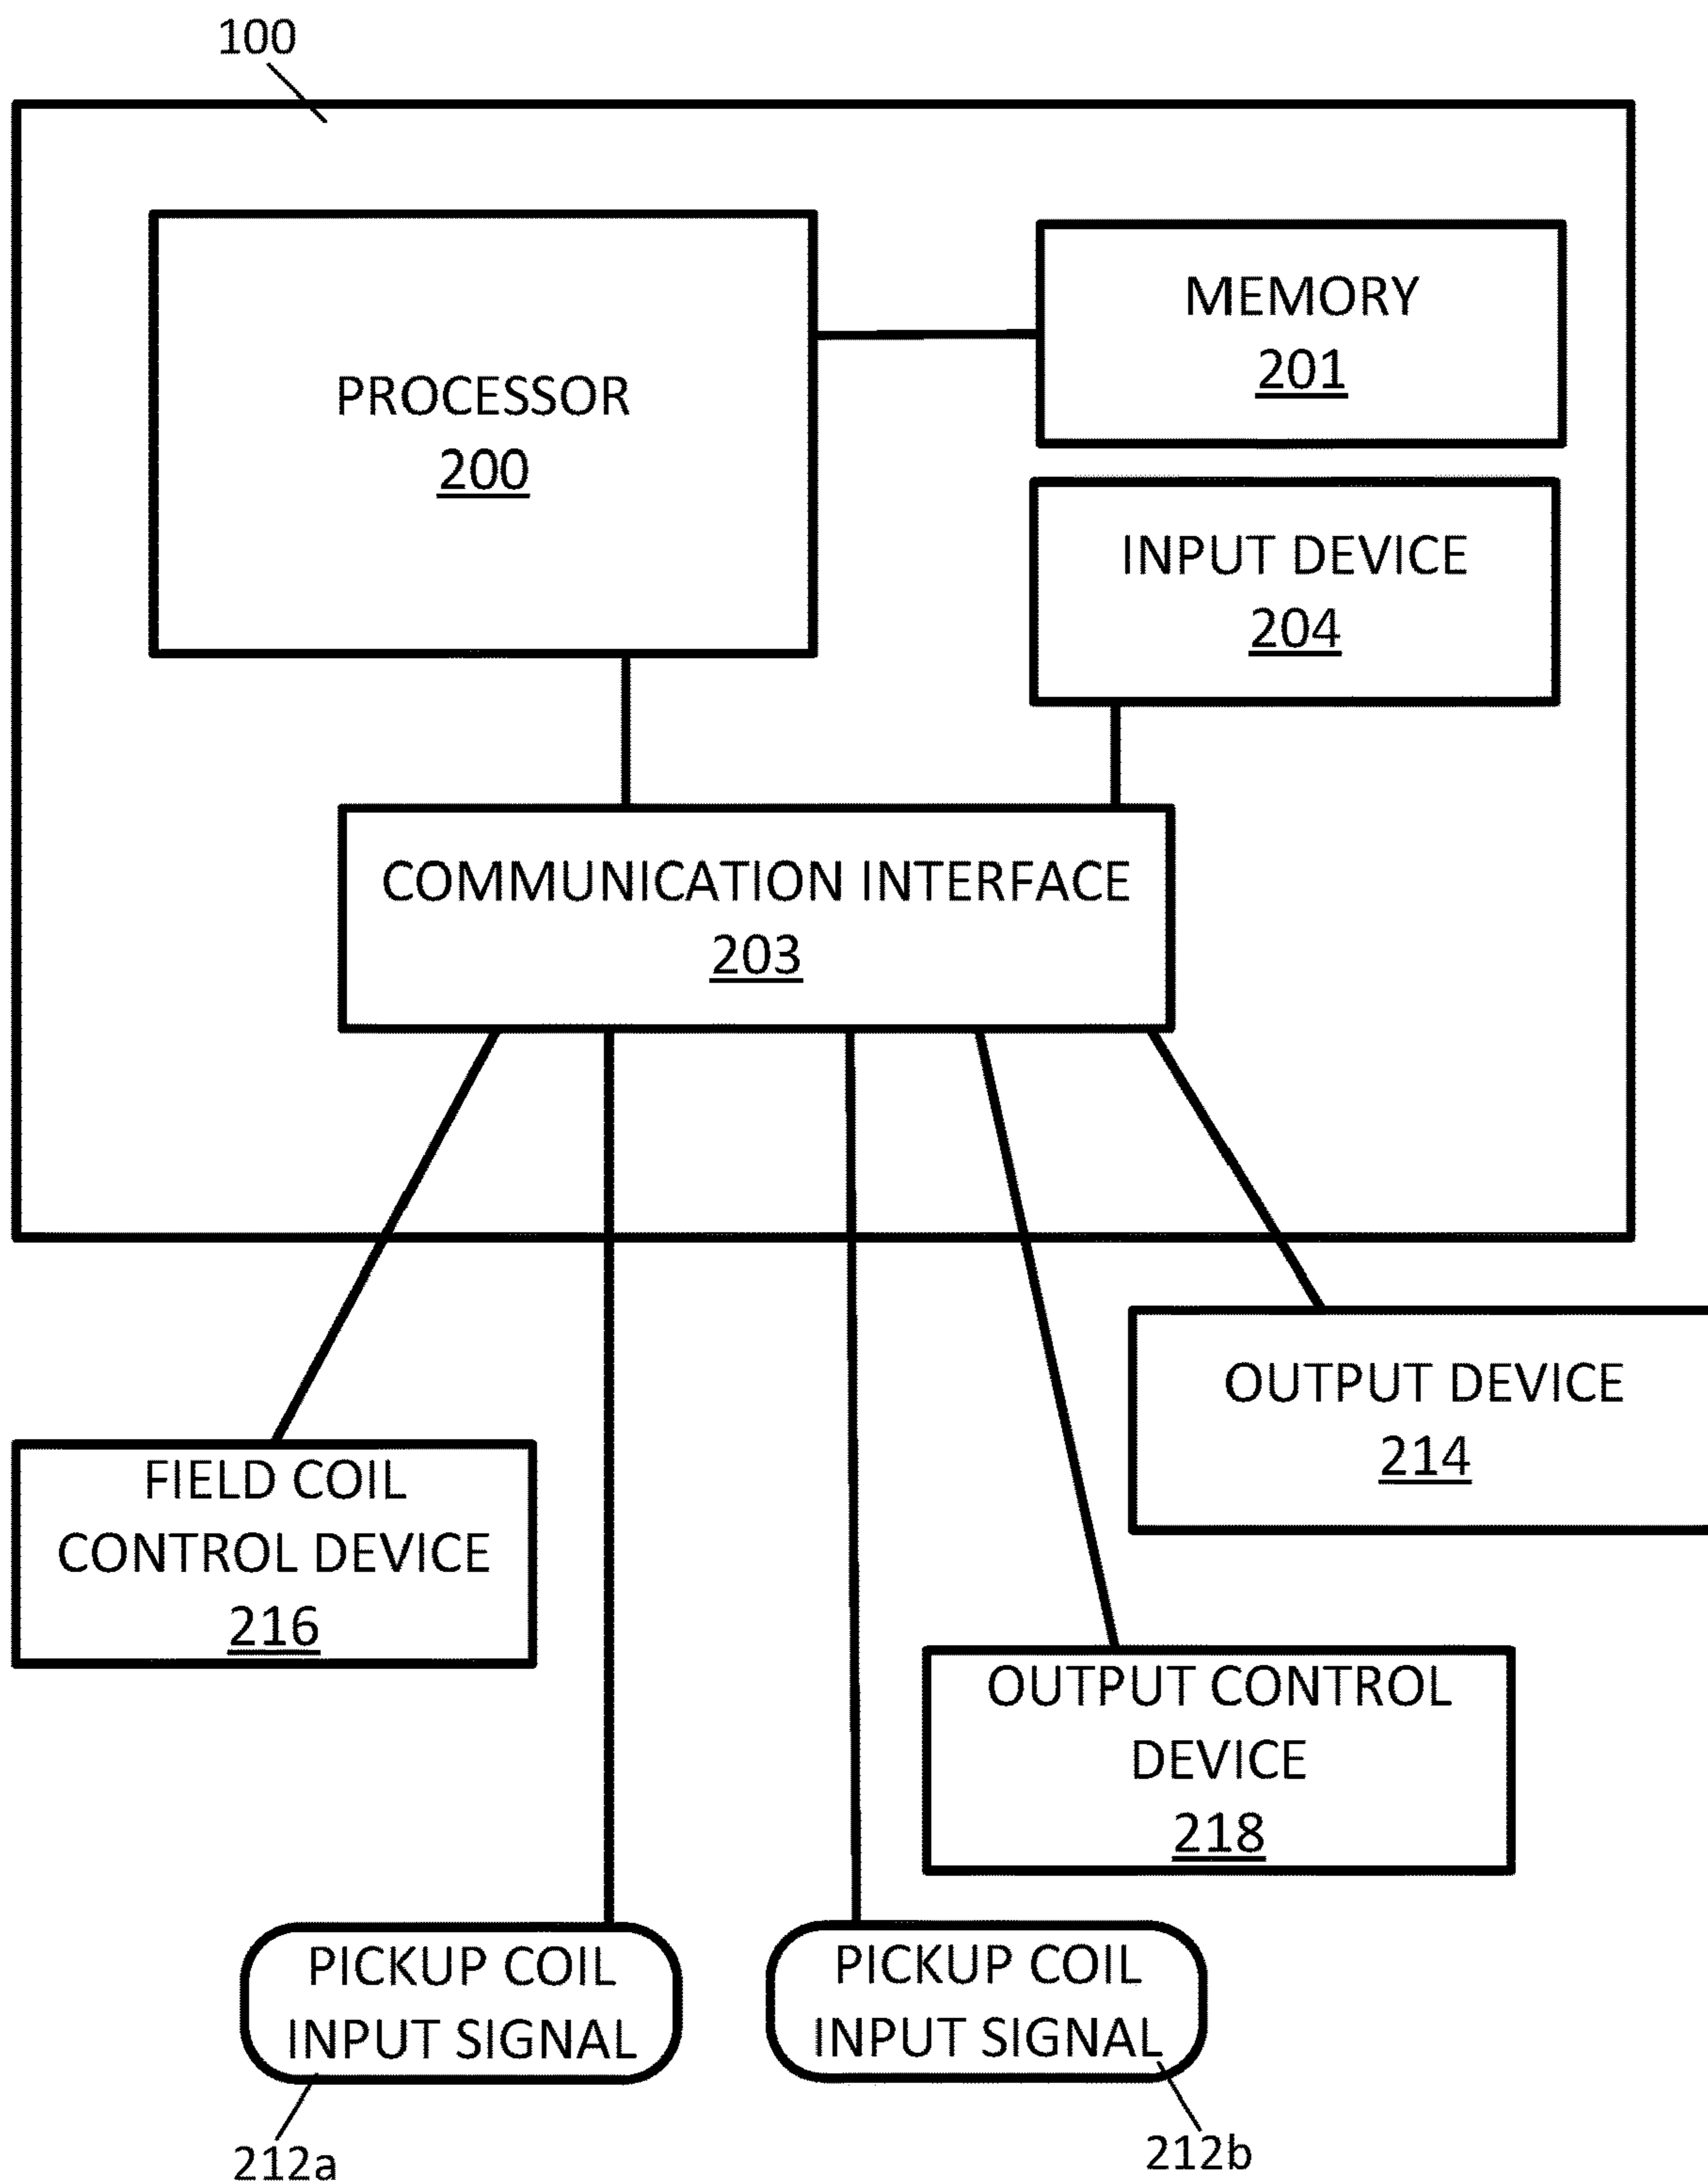 100
PROCESSOR
200
MEMORY
201
INPUT DEVICE
204
COMMUNICATION INTERFACE
203
OUTPUT DEVICE
214
FIELD COIL
CONTROL DEVICE
216
OUTPUT CONTROL
DEVICE
218
PICKUP COIL
INPUT SIGNAL
212a
PICKUP COIL
INPUT SIGNAL
212b